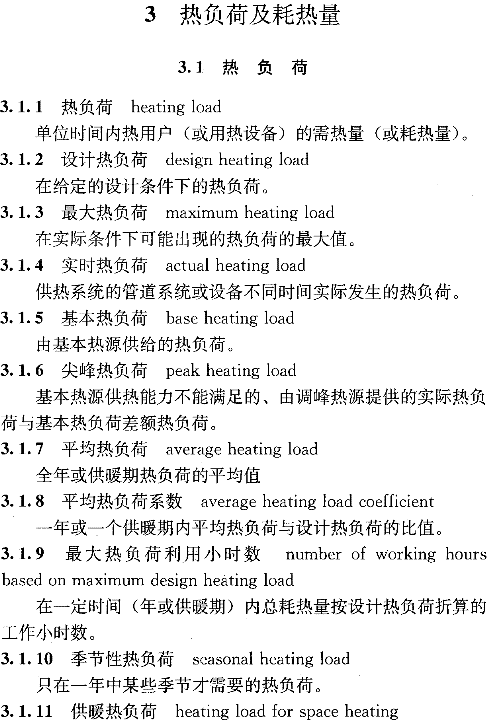 3 热负荷及耗热量
3.1 热 负 荷
3.1.1 热负荷 heating load
单位时间内热用户（或用热设备）的需热量（或耗热量）。
3.1.2 设计热负荷 design heating load
在给定的设计条件下的热负荷。
3.1.3 最大热负荷 maximum heating load
在实际条件下可能出现的热负荷的最大值。
3.1.4 实时热负荷 actual heating load
供热系统的管道系统或设备不同时间实际发生的热负荷。
3.1.5 基本热负荷 base heating load
由基本热源供给的热负荷。
3.1.6 尖峰热负荷 peak heating load
基本热源供热能力不能满足的、由调峰热源提供的实际热负
荷与基本热负荷差额热负荷。
3.1.7 平均热负荷 average heating load
全年或供暖期热负荷的平均值
3.1.8 平均热负荷系数 average heating load coefficient
一年或一个供暖期内平均热负荷与设计热负荷的比值。
3.1.9 最大热负荷利用小时数 number of working hours
based on maximum design heating load
在一定时间（年或供暖期）内总耗热量按设计热负荷折算的
工作小时数。
3.1.10 季节性热负荷 seasonal heating load
只在一年中某些季节才需要的热负荷。
3.1.11 供暖热负荷 heating load for space heating